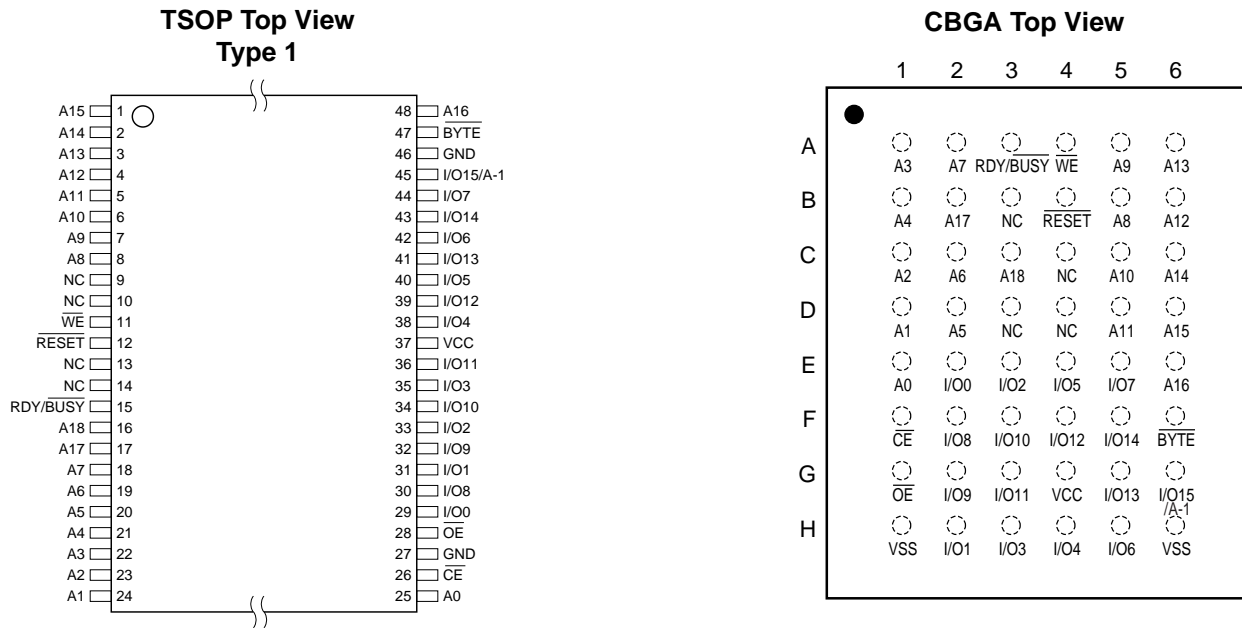 TSOP Top View
Type 1
A15 1 48 A16
A14 2 47 BYTE
A13 3 46 GND
A12 4 45 I/O15/A-1
A11 5 44 I/O7
A10 6 43 I/O14
A9 7 42 I/O6
A8 8 41 I/O13
NC 9 40 I/O5
NC 10 39 I/O12
WE 11 38 I/O4
RESET 12 37 VCC
NC 13 36 I/O11
NC 14 35 I/O3
RDY/BUSY 15 34 I/O10
A18 16 33 I/O2
A17 17 32 I/O9
A7 18 31 I/O1
A6 19 30 I/O8
A5 20 29 I/O0
A4 21 28 OE
A3 22 27 GND
A2 23 26 CE
A1 24 25 A0
CBGA Top View
1 2 3 4 5 6
A
A3 A7 RDY/BUSY WE A9 A13
B
A4 A17 NC RESET A8 A12
C
A2 A6 A18 NC A10 A14
D
A1 A5 NC NC A11 A15
E
A0 I/O0 I/O2 I/O5 I/O7 A16
F
CE I/O8 I/O10 I/O12 I/O14 BYTE
G
OE I/O9 I/O11 VCC I/O13 I/O15
/A-1
H
VSS I/O1 I/O3 I/O4 I/O6 VSS